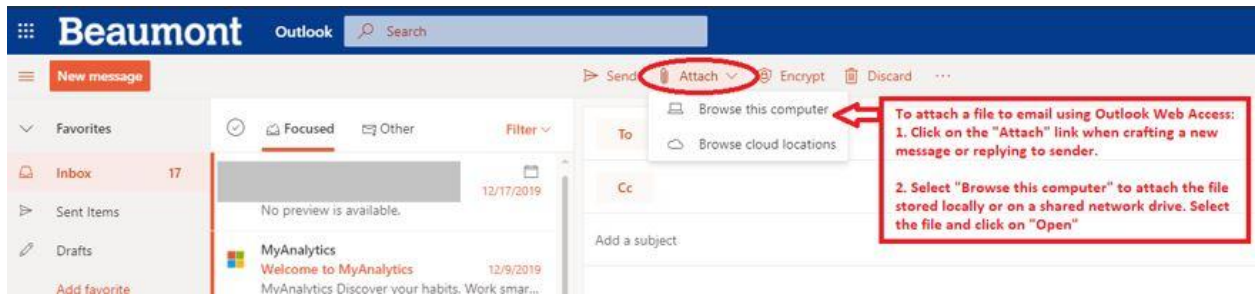 Beaumont Outlook Search
New message Send Attach Encrypt Discard ...
Favorites
Inbox 17
Sent Items
Drafts
Add favorite
Focused Other Filter
12/17/2019
No preview is available.
MyAnalytics
Welcome to MyAnalytics 12/9/2019
MyAnalytics Discover your habits. Work smar...
Browse this computer
Browse cloud locations
To
Cc
Add a subject
To attach a file to email using Outlook Web Access:
1. Click on the "Attach" link when crafting a new
message or replying to sender.
2. Select "Browse this computer" to attach the file
stored locally or on a shared network drive. Select
the file and click on "Open"